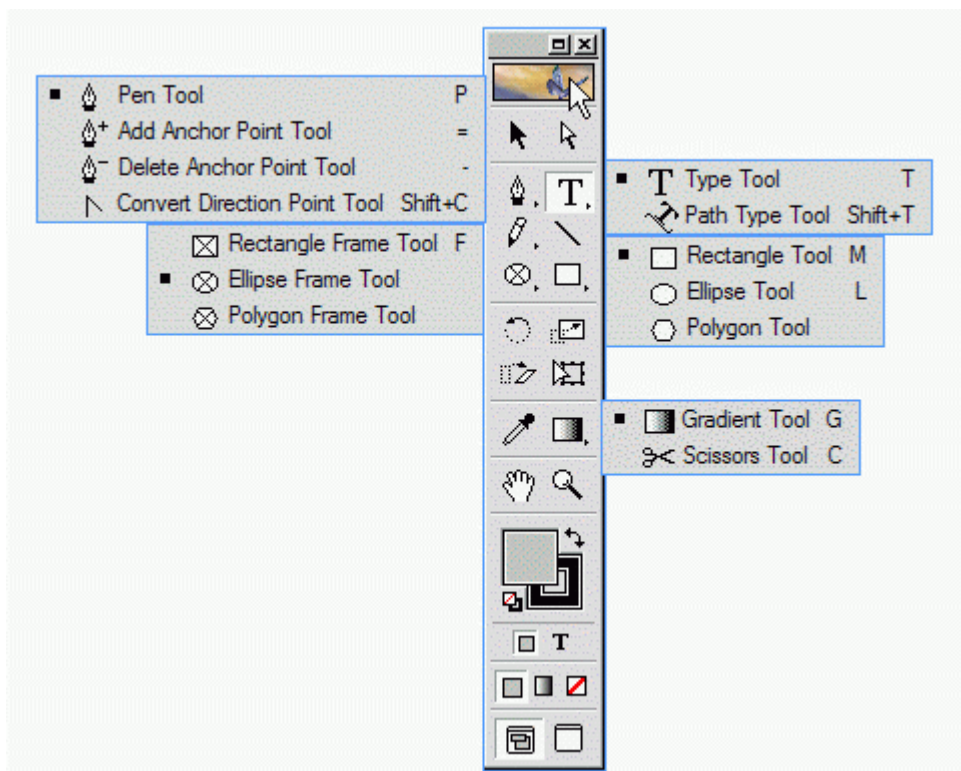 Pen Tool P
Add Anchor Point Tool =
Delete Anchor Point Tool -
Convert Direction Point Tool Shift+C
Rectangle Frame Tool F
Ellipse Frame Tool
Polygon Frame Tool
T
Type Tool T
Path Type Tool Shift+T
Rectangle Tool M
Ellipse Tool L
Polygon Tool
Gradient Tool G
Scissors Tool C
T